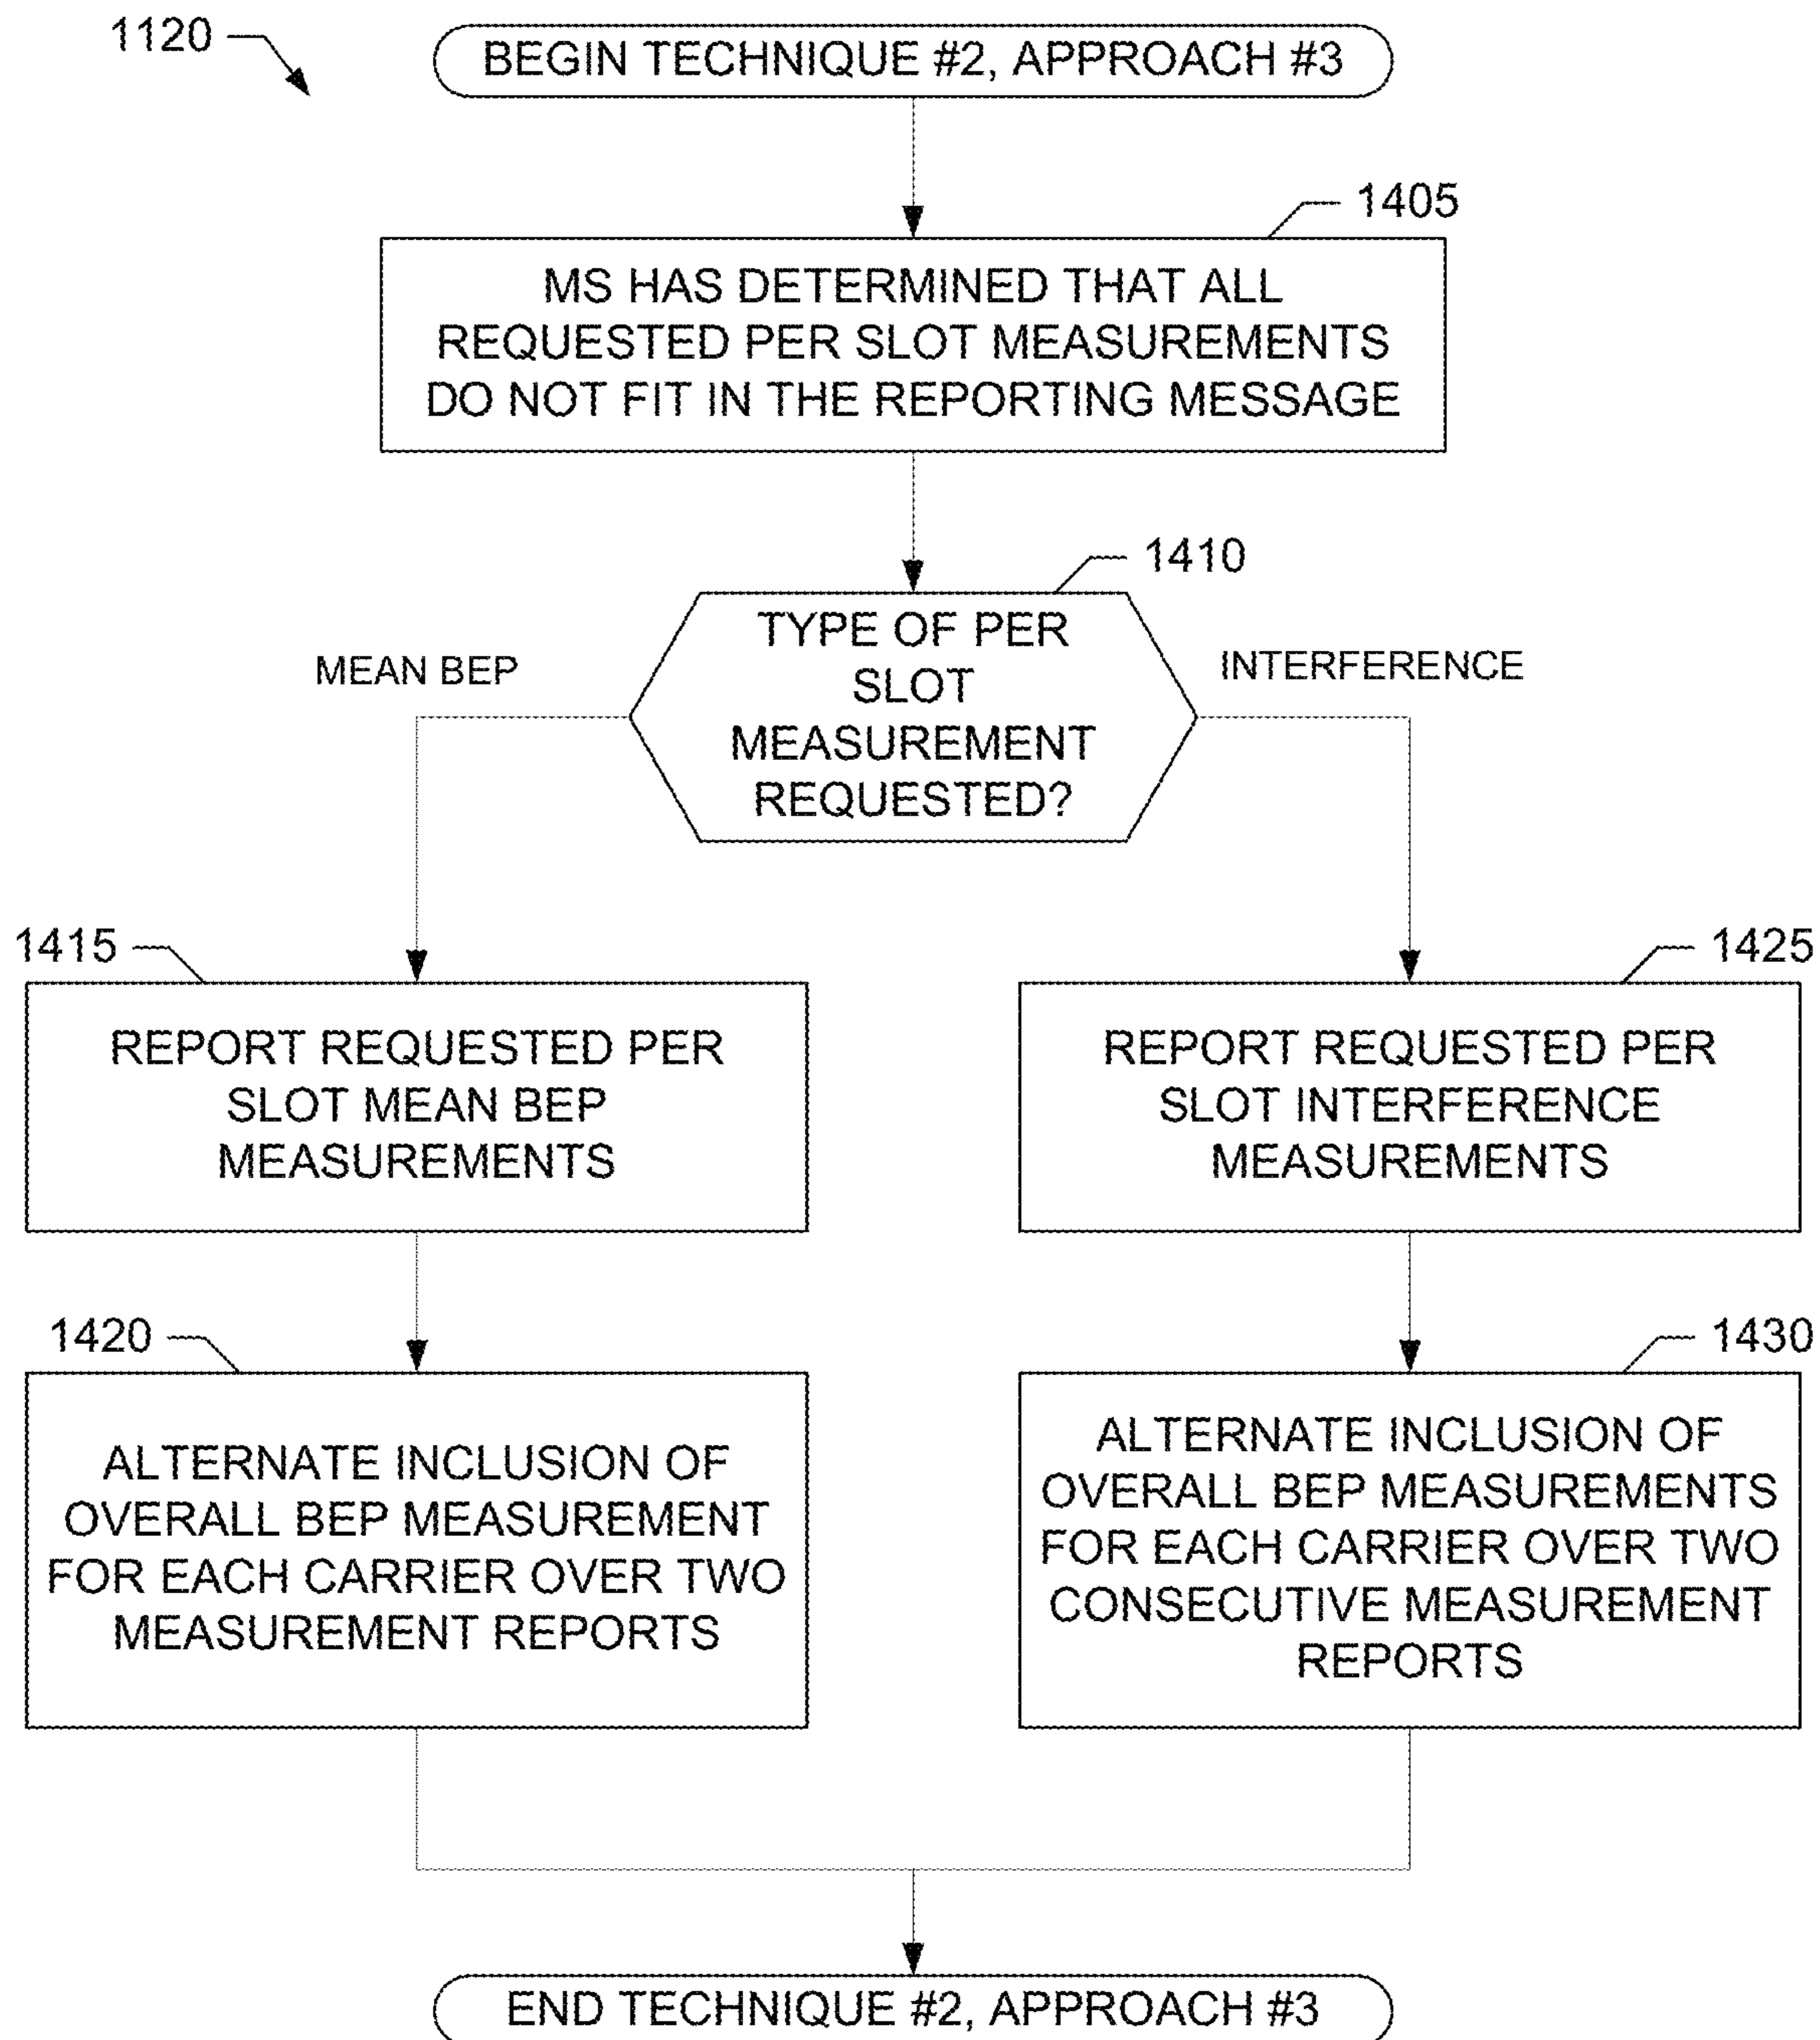 1120
BEGIN TECHNIQUE #2, APPROACH #3
1405
MS HAS DETERMINED THAT ALL
REQUESTED PER SLOT MEASUREMENTS
DO NOT FIT IN THE REPORTING MESSAGE
1410
TYPE OF PER
SLOT
MEASUREMENT
REQUESTED?
MEAN BEP
INTERFERENCE
1415
REPORT REQUESTED PER
SLOT MEAN BEP
MEASUREMENTS
1425
REPORT REQUESTED PER
SLOT INTERFERENCE
MEASUREMENTS
1420
ALTERNATE INCLUSION OF
OVERALL BEP MEASUREMENT
FOR EACH CARRIER OVER TWO
MEASUREMENT REPORTS
1430
ALTERNATE INCLUSION OF
OVERALL BEP MEASUREMENTS
FOR EACH CARRIER OVER TWO
CONSECUTIVE MEASUREMENT
REPORTS
END TECHNIQUE #2, APPROACH #3